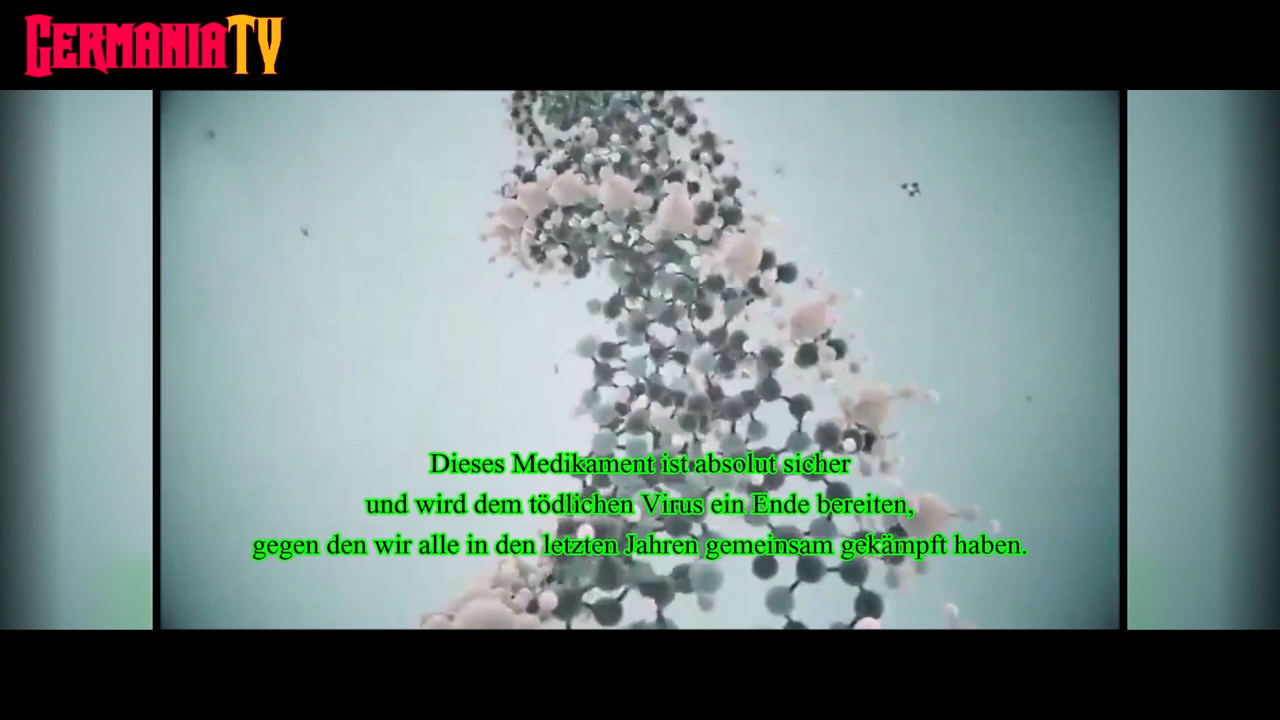 GERMANIATV
Dieses Medikament ist absolut sicher
und wird dem tödlichen Virus ein Ende bereiten,
gegen den wir alle in den letzten Jahren gemeinsam gekämpft haben.